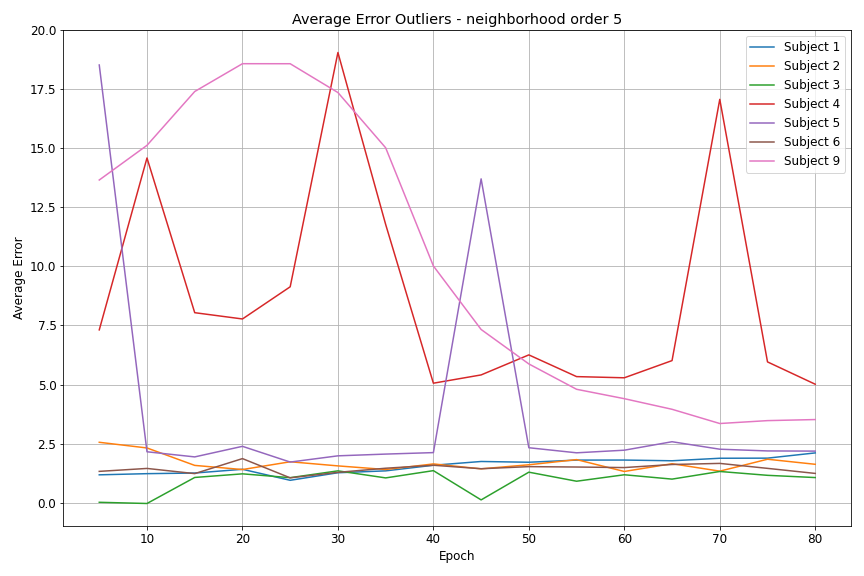 Average Error Outliers - neighborhood order 5
20.0
17.5
15.0
12.5
10.0
7.5
5.0
2.5
0.0
Average Error
Subject 1
Subject 2
Subject 3
Subject 4
Subject 5
Subject 6
Subject 9
10 20 30 40 50 60 70 80
Epoch